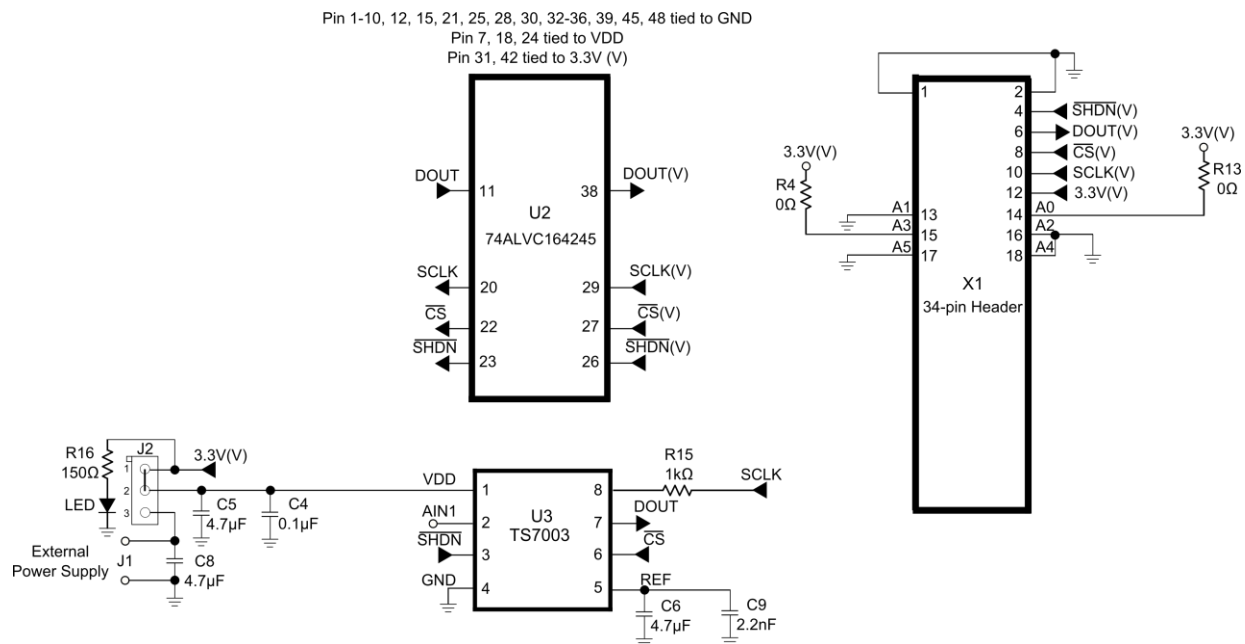 Pin 1-10, 12, 15, 21, 25, 28, 30, 32-36, 39, 45, 48 tied to GND
Pin 7, 18, 24 tied to VDD
Pin 31, 42 tied to 3.3V (V)
DOUT
11
38
DOUT(V)
U2
74ALVC164245
SCLK
20
29
SCLK(V)
CS
22
27
CS(V)
SHDN
23
26
SHDN(V)
1
2
4
SHDN(V)
6
DOUT(V)
8
CS(V)
10
SCLK(V)
12
3.3V(V)
3.3V(V)
R4
0Ω
3.3V(V)
R13
0Ω
A1
13
14
A0
A3
15
16
A2
A5
17
18
A4
X1
34-pin Header
R16
150Ω
LED
J2
1
2
3
3.3V(V)
C5
4.7µF
C4
0.1µF
External
Power Supply
J1
C8
4.7µF
VDD
1
AIN1
2
SHDN
3
GND
4
U3
TS7003
8
R15
1kΩ
SCLK
7
DOUT
6
CS
5
REF
C6
4.7µF
C9
2.2nF